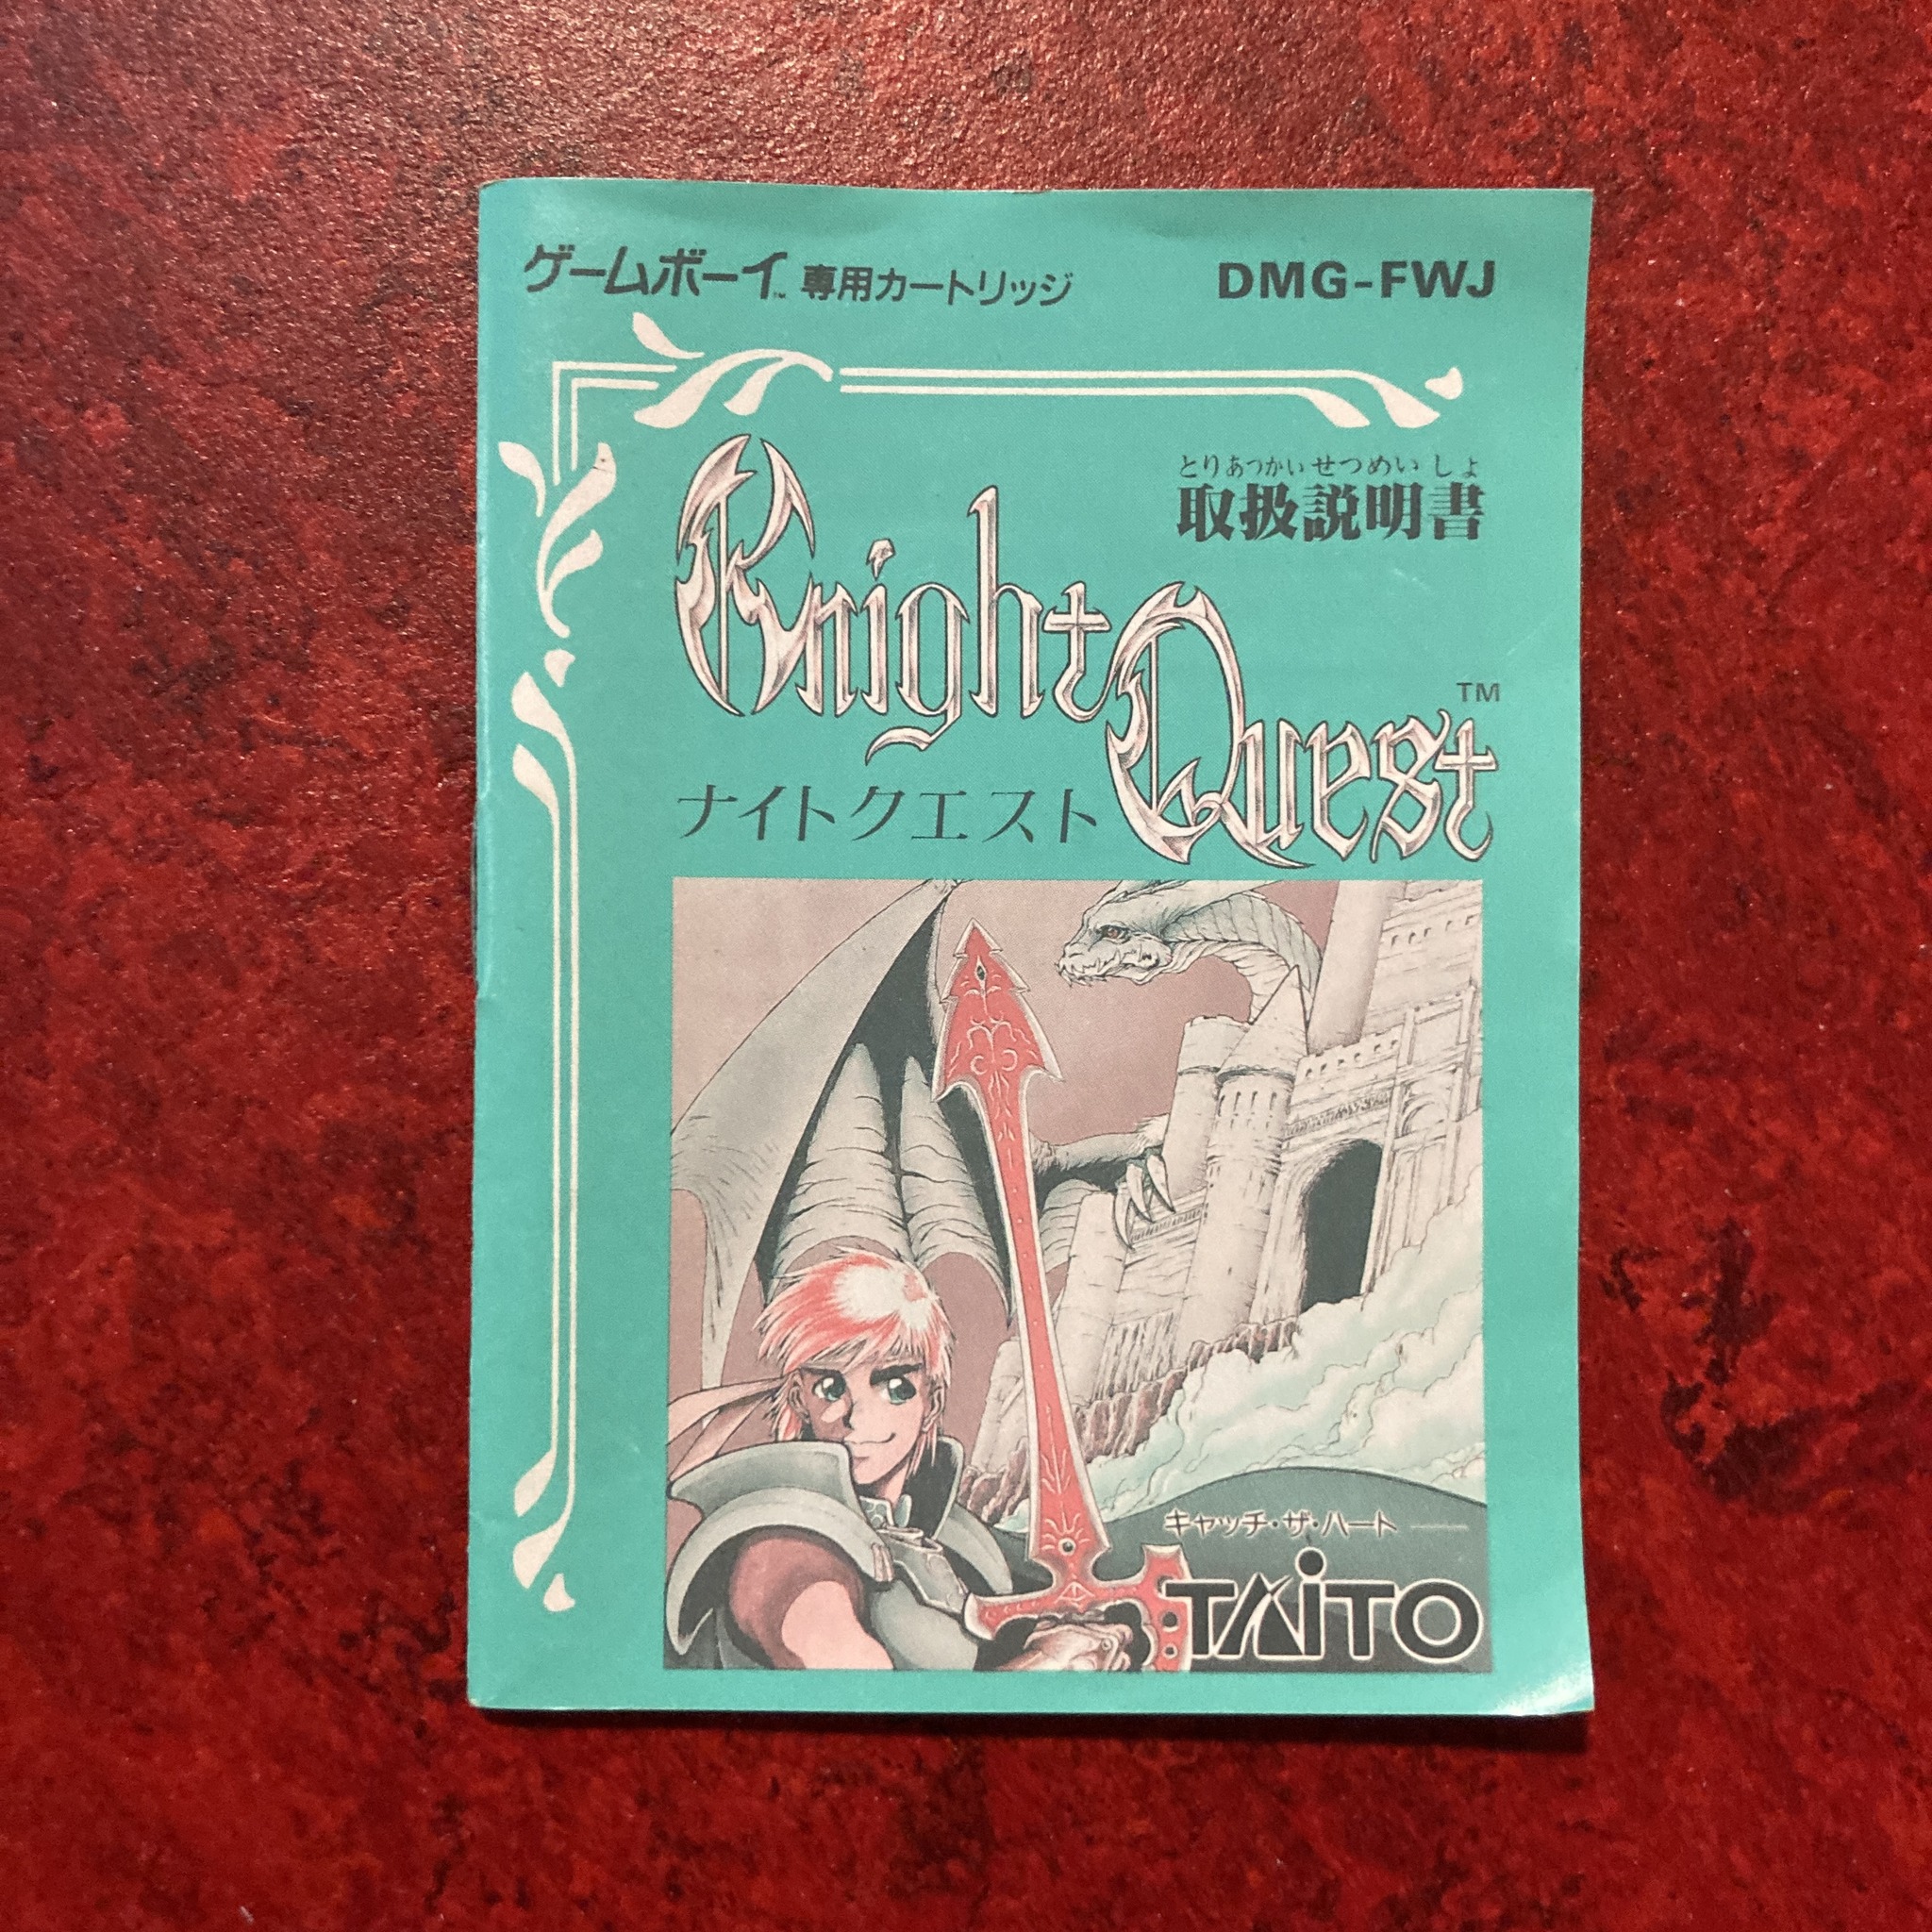 ゲームボーイ™ 専用カートリッジ DMG-FWJ
とりあつかいせつめいしょ
取扱説明書
Knight
Quest™
ナイトクエスト
キャッチ・ザ・ハート
TAiTO